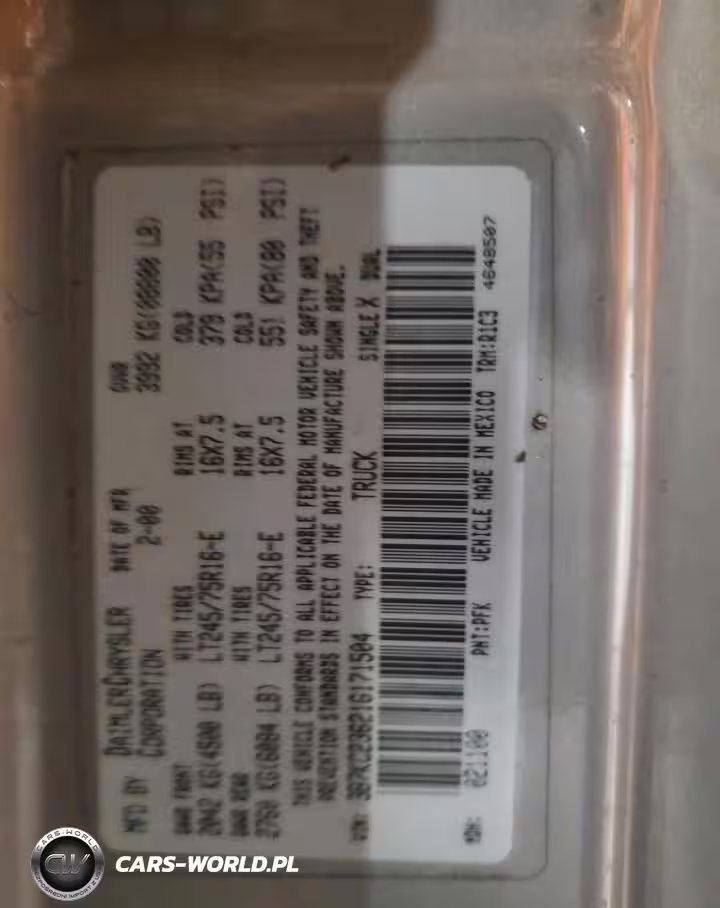 MFD BY DAIMLERCHRYSLER CORPORATION
DATE OF MFR 2-00
GVWR 3992 KG(08800 LB)
GAWR FRONT WITH TIRES RIMS AT COLD
2042 KG(4500 LB) LT245/75R16-E 16X7.5 379 KPA(55 PSI)
GAWR REAR WITH TIRES RIMS AT COLD
2760 KG(6084 LB) LT245/75R16-E 16X7.5 551 KPA(80 PSI)
THIS VEHICLE CONFORMS TO ALL APPLICABLE FEDERAL MOTOR VEHICLE SAFETY AND THEFT
PREVENTION STANDARDS IN EFFECT ON THE DATE OF MANUFACTURE SHOWN ABOVE.
VIN: 3B7KC23621G171504 TYPE: TRUCK SINGLE X DUAL
MDH: 021100 PNT:PFK VEHICLE MADE IN MEXICO TRM:R1C3 4648507
CARS-WORLD
CW
CARS-WORLD.PL